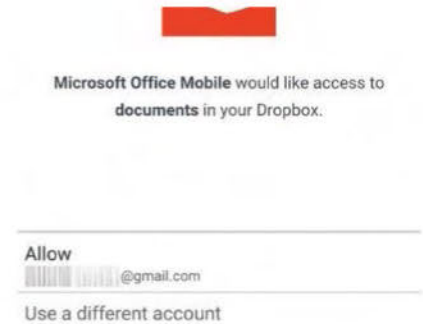 Microsoft Office Mobile would like access to
documents in your Dropbox.
Allow
@gmail.com
Use a different account